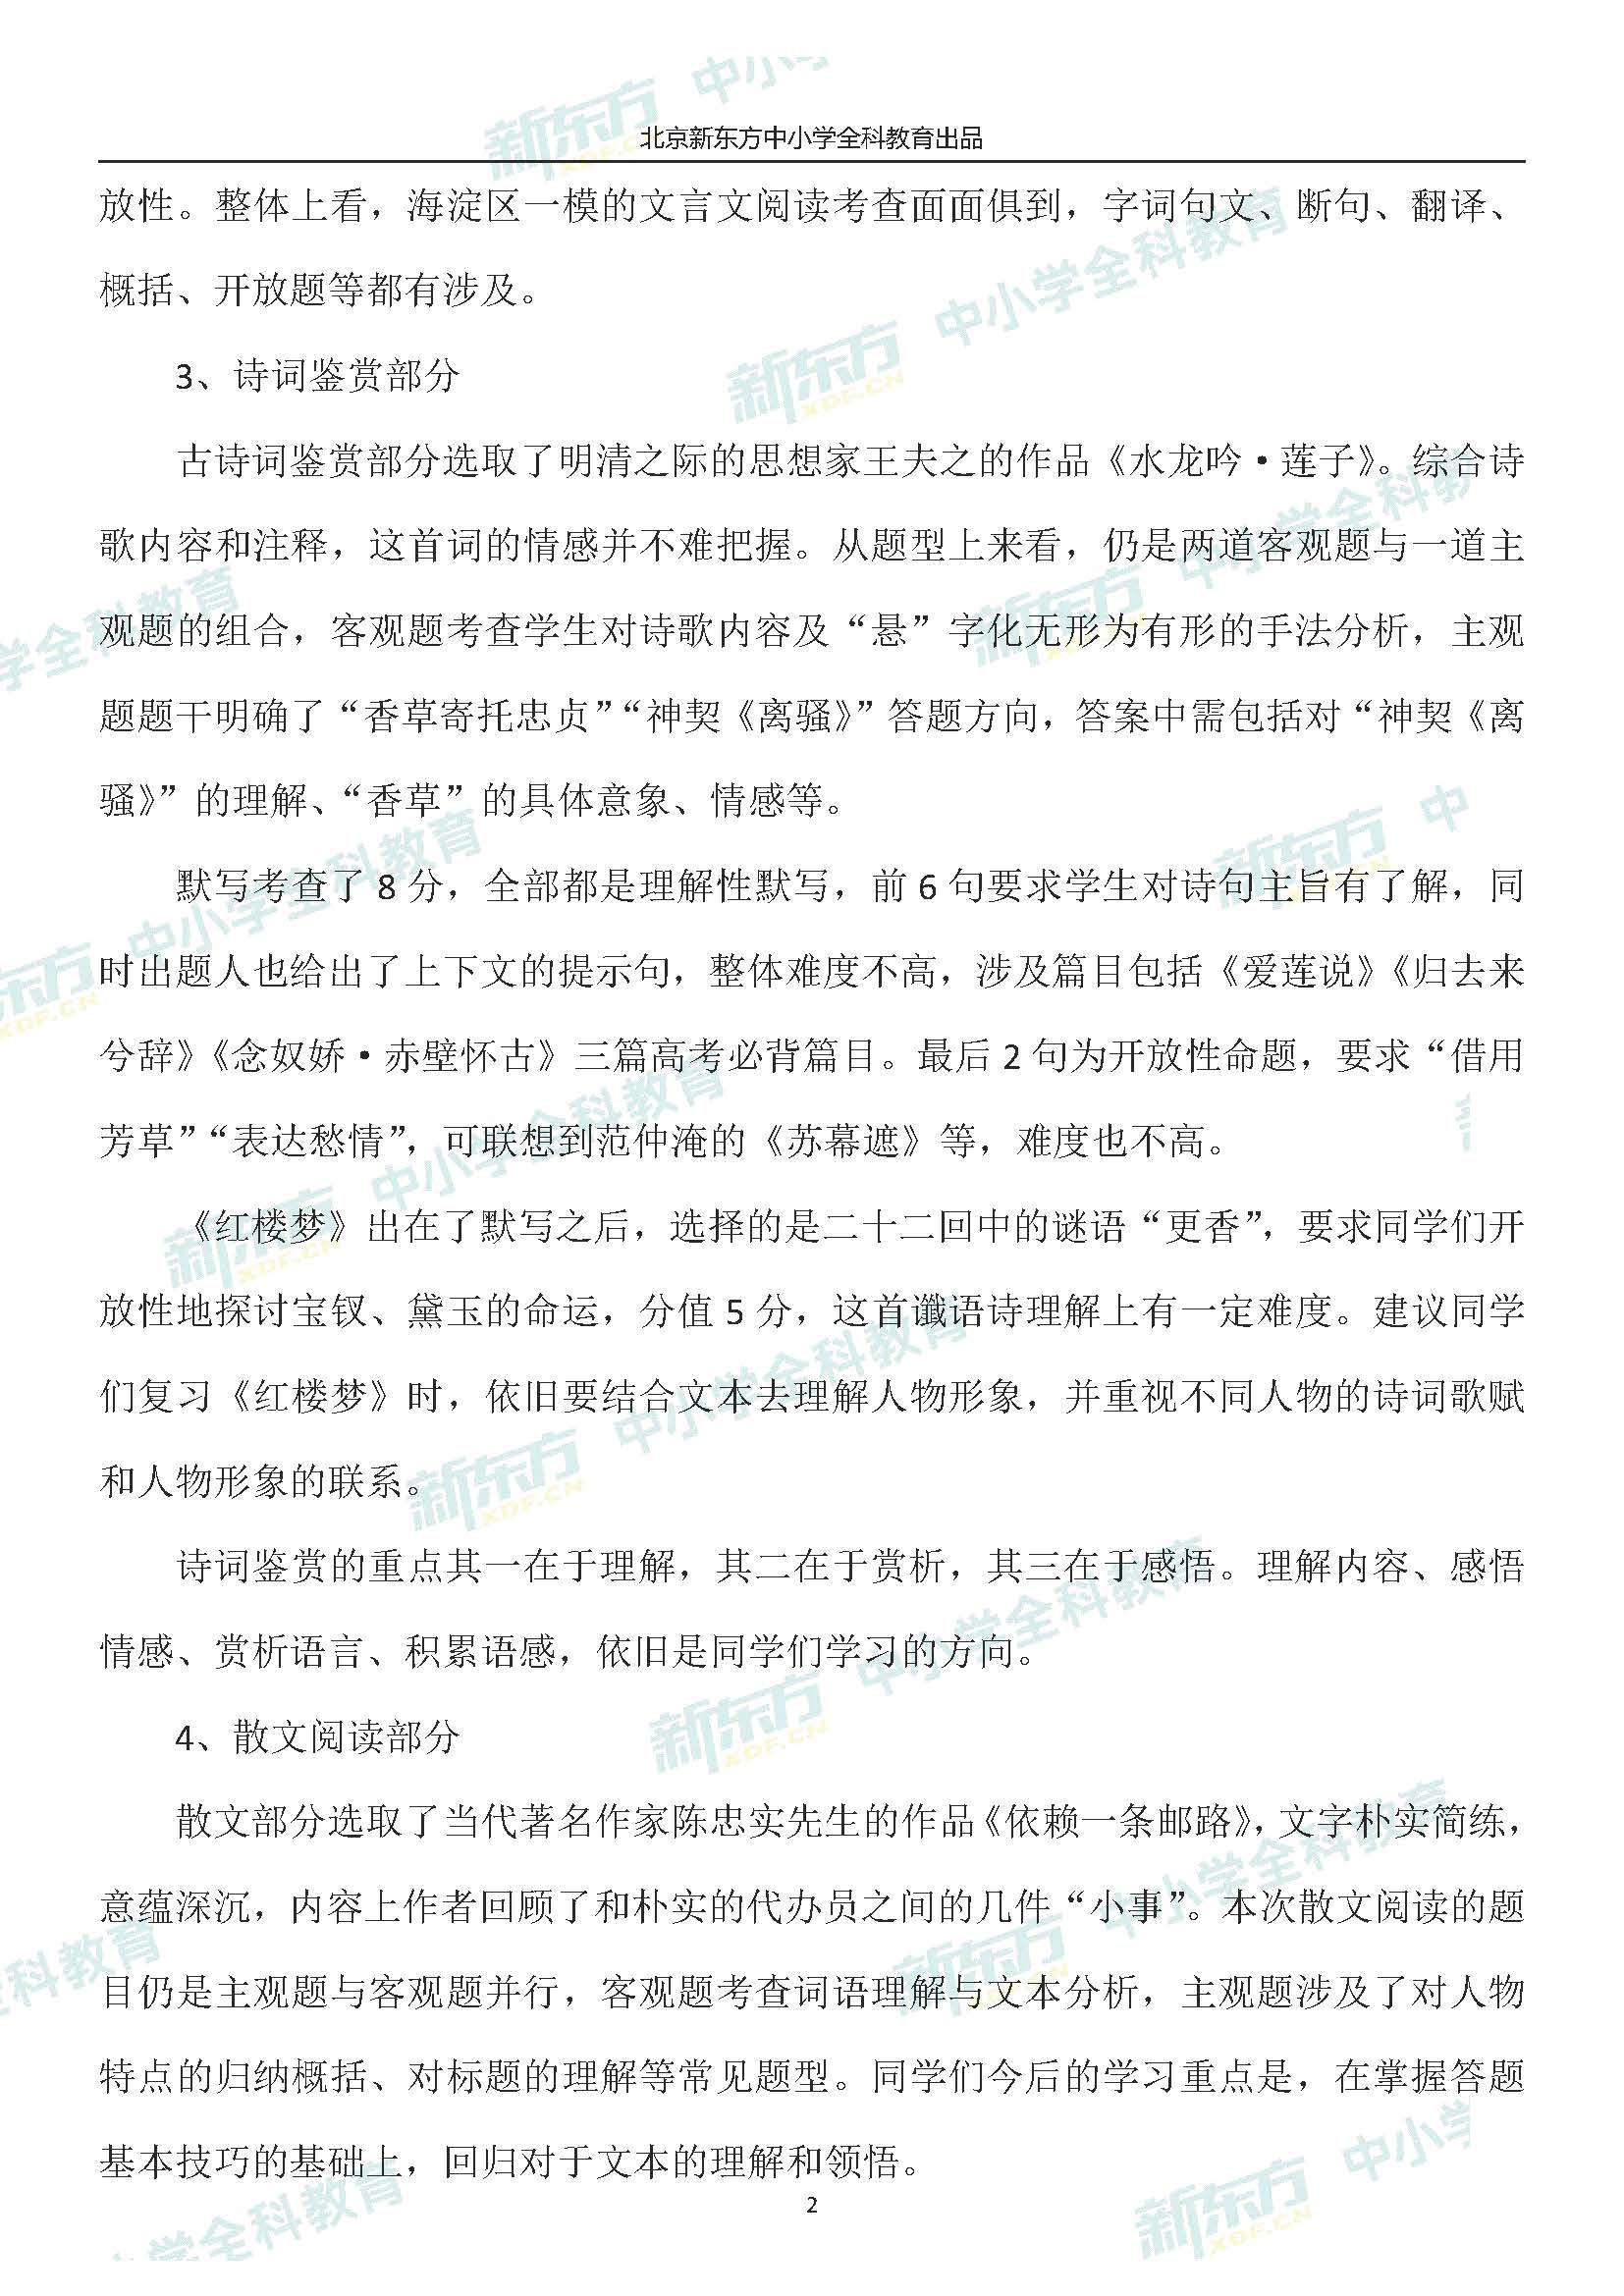 北京新东方中小学全科教育出品
放性。整体上看，海淀区一模的文言文阅读考查面面俱到，字词句文、断句、翻译、
概括、开放题等都有涉及。
3、诗词鉴赏部分
古诗词鉴赏部分选取了明清之际的思想家王夫之的作品《水龙吟·莲子》。综合诗
歌内容和注释，这首词的情感并不难把握。从题型上来看，仍是两道客观题与一道主
观题的组合，客观题考查学生对诗歌内容及“悬”字化无形为有形的手法分析，主观
题题干明确了“香草寄托忠贞”“神契《离骚》”答题方向，答案中需包括对“神契《离
骚》”的理解、“香草”的具体意象、情感等。
默写考查了 8 分，全部都是理解性默写，前 6 句要求学生对诗句主旨有了解，同
时出题人也给出了上下文的提示句，整体难度不高，涉及篇目包括《爱莲说》《归去来
兮辞》《念奴娇·赤壁怀古》三篇高考必背篇目。最后 2 句为开放性命题，要求“借用
芳草”“表达愁情”，可联想到范仲淹的《苏幕遮》等，难度也不高。
《红楼梦》出在了默写之后，选择的是二十二回中的谜语“更香”，要求同学们开
放性地探讨宝钗、黛玉的命运，分值 5 分，这首谶语诗理解上有一定难度。建议同学
们复习《红楼梦》时，依旧要结合文本去理解人物形象，并重视不同人物的诗词歌赋
和人物形象的联系。
诗词鉴赏的重点其一在于理解，其二在于赏析，其三在于感悟。理解内容、感悟
情感、赏析语言、积累语感，依旧是同学们学习的方向。
4、散文阅读部分
散文部分选取了当代著名作家陈忠实先生的作品《依赖一条邮路》，文字朴实简练，
意蕴深沉，内容上作者回顾了和朴实的代办员之间的几件“小事”。本次散文阅读的题
目仍是主观题与客观题并行，客观题考查词语理解与文本分析，主观题涉及了对人物
特点的归纳概括、对标题的理解等常见题型。同学们今后的学习重点是，在掌握答题
基本技巧的基础上，回归对于文本的理解和领悟。
2